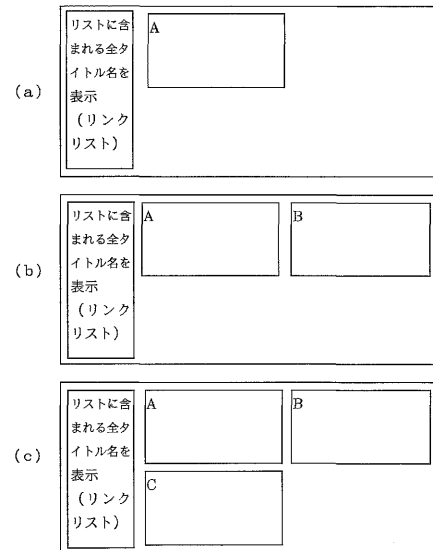 (a)
リストに含
まれる全タ
イトル名を
表示
(リンク
リスト)
A
(b)
リストに含
まれる全タ
イトル名を
表示
(リンク
リスト)
A
B
(c)
リストに含
まれる全タ
イトル名を
表示
(リンク
リスト)
A
B
C